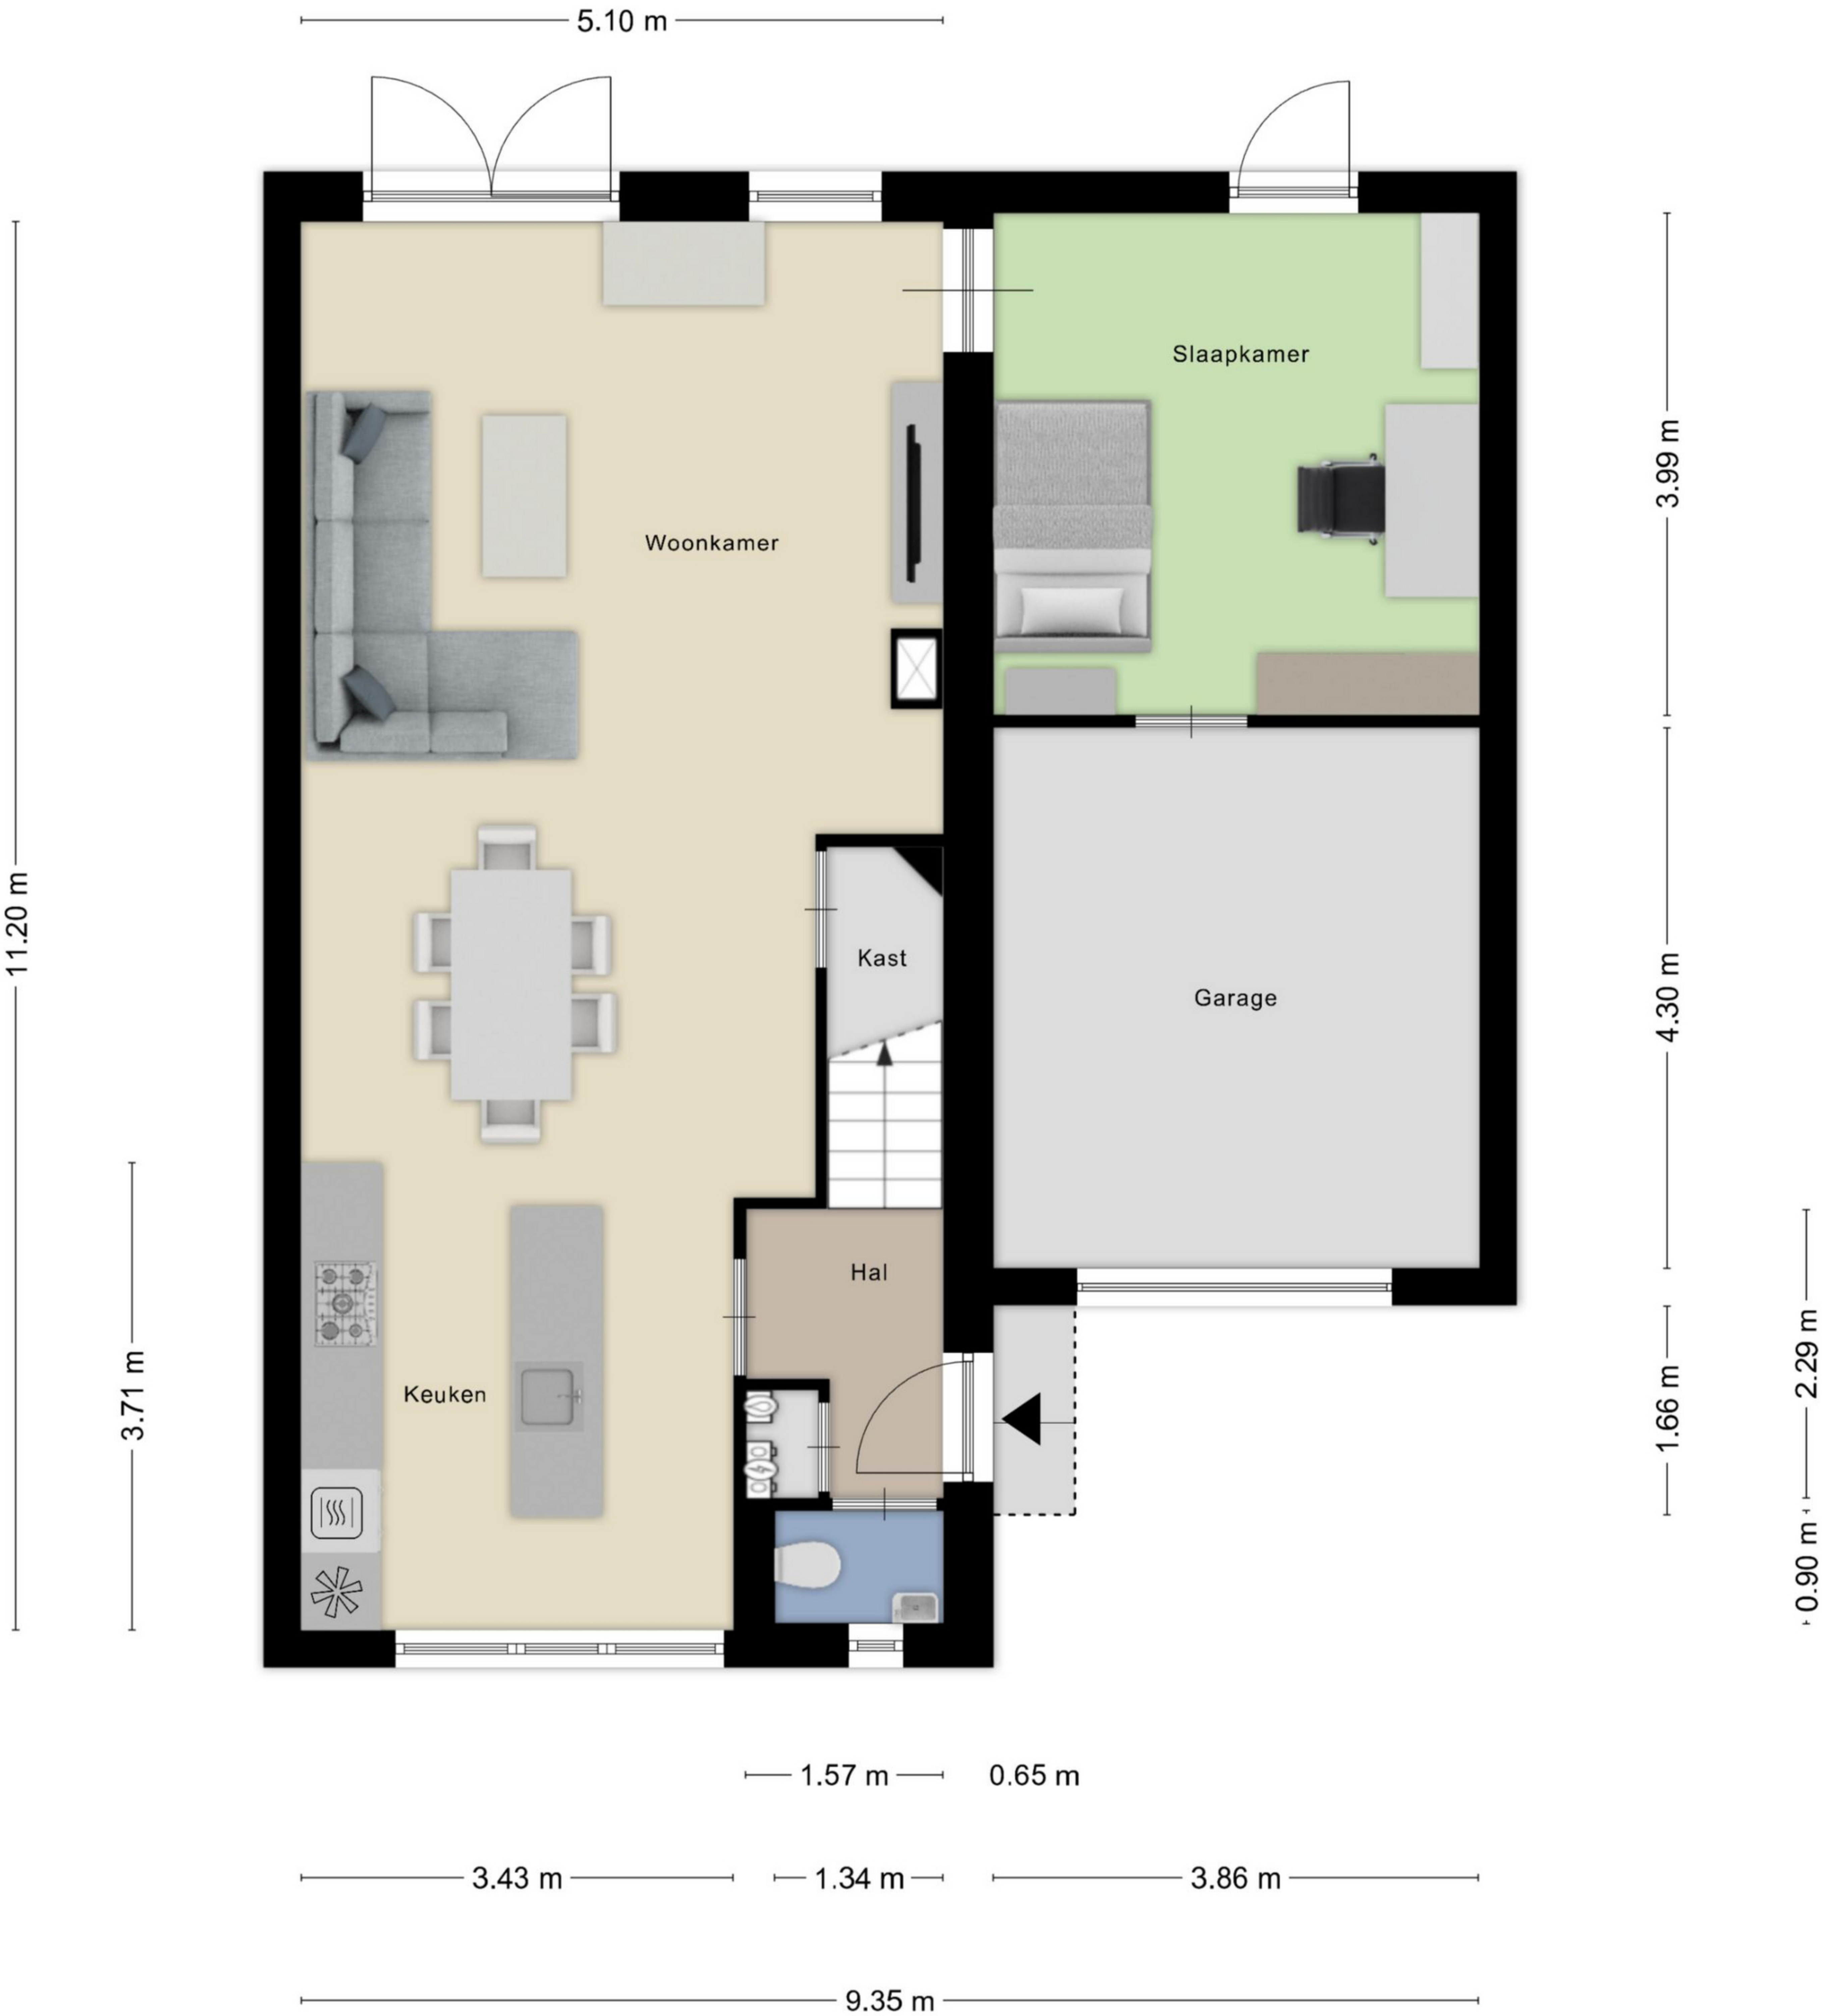 5.10 m
Slaapkamer
3.99 m
Woonkamer
11.20 m
Kast
4.30 m
Garage
Hal
3.71 m
Keuken
1.66 m
2.29 m
0.90 m
1.57 m
0.65 m
3.43 m
1.34 m
3.86 m
9.35 m